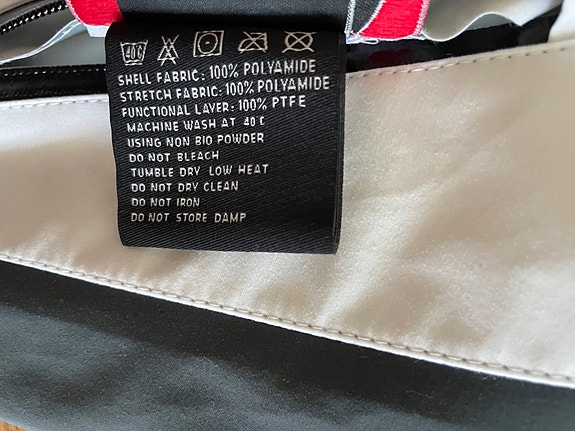 40C
SHELL FABRIC: 100% POLYAMIDE
STRETCH FABRIC: 100% POLYAMIDE
FUNCTIONAL LAYER: 100% PTFE
MACHINE WASH AT 40 C
USING NON BIO POWDER
DO NOT BLEACH
TUMBLE DRY LOW HEAT
DO NOT DRY CLEAN
DO NOT IRON
DO NOT STORE DAMP